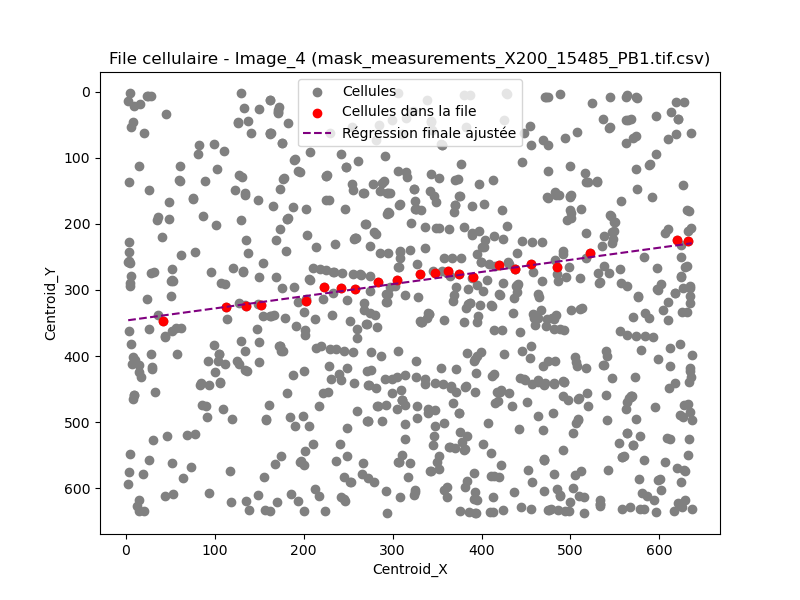 File cellulaire - Image_4 (mask_measurements_X200_15485_PB1.tif.csv)
Cellules
Cellules dans la file
Régression finale ajustée
0
100
200
300
400
500
600
Centroid_Y
0 100 200 300 400 500 600
Centroid_X